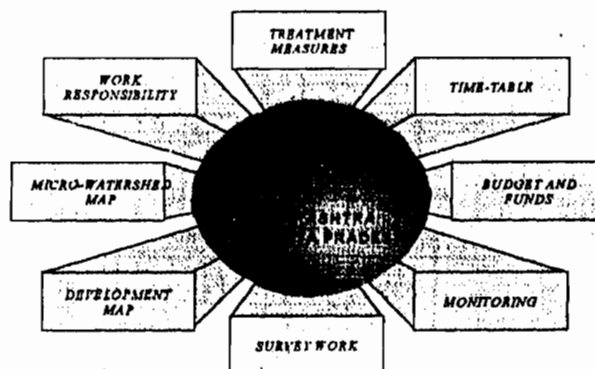 TREATMENT
MEASURES
WORK
RESPONSIBILITY
TIME-TABLE
MICRO-WATERSHED
MAP
BUDGET AND
FUNDS
DEVELOPMENT
MAP
MONITORING
SURVEY WORK